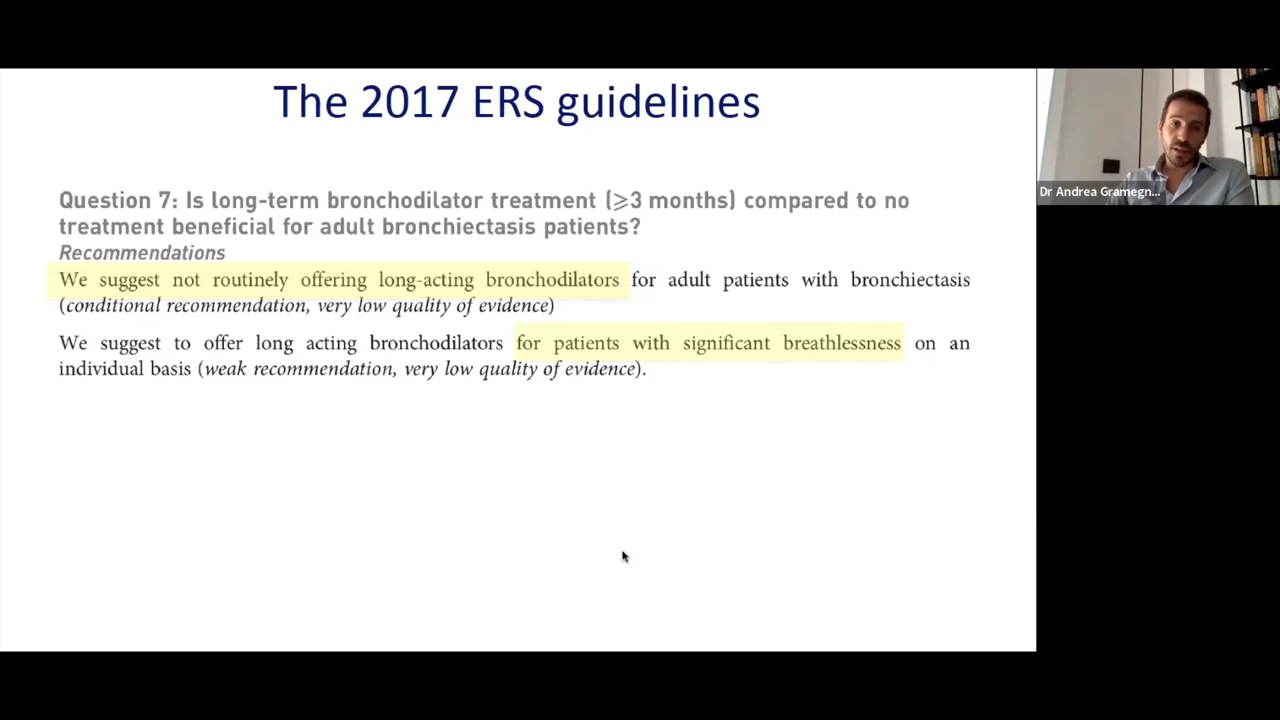 The 2017 ERS guidelines
Dr Andrea Gramegn...
Question 7: Is long-term bronchodilator treatment (⩾3 months) compared to no
treatment beneficial for adult bronchiectasis patients?
Recommendations
We suggest not routinely offering long-acting bronchodilators for adult patients with bronchiectasis
(conditional recommendation, very low quality of evidence)
We suggest to offer long acting bronchodilators for patients with significant breathlessness on an
individual basis (weak recommendation, very low quality of evidence).